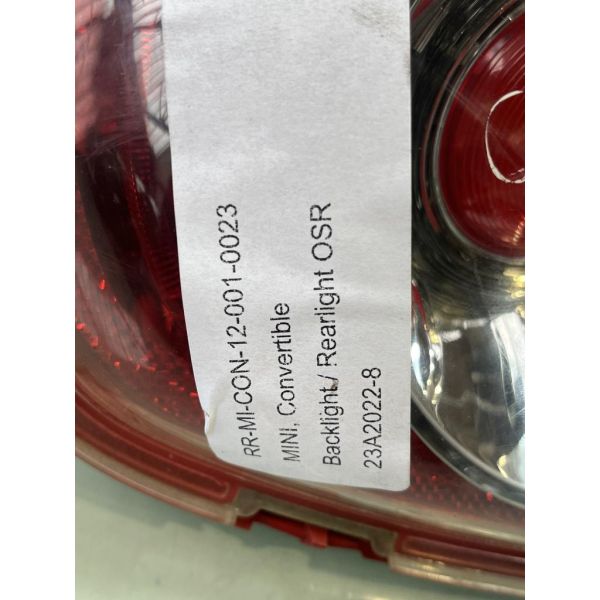 RR-MI-CON-12-001-0023
MINI, Convertible
Backlight/ Rearlight OSR
23A2022-8